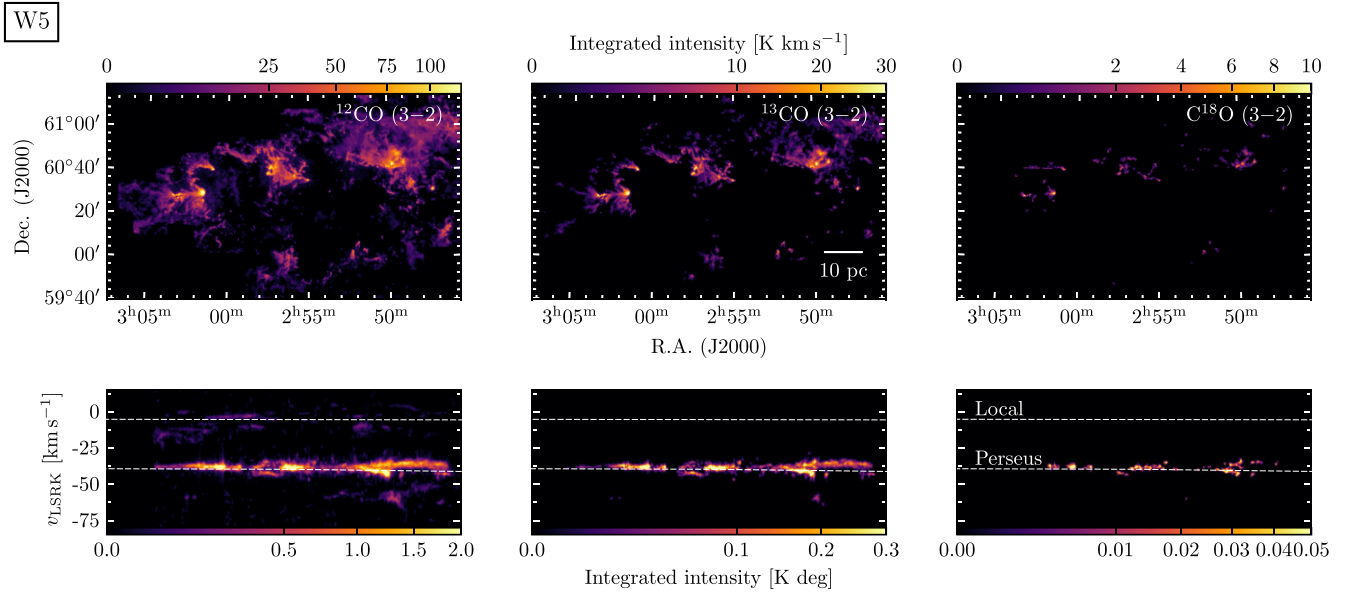 W5
Integrated intensity [K km s⁻¹]
0 25 50 75 100
0 10 20 30
0 2 4 6 8 10
¹²CO (3−2)
¹³CO (3−2)
C¹⁸O (3−2)
Dec. (J2000)
61°00′
60°40′
20′
00′
59°40′
10 pc
3ʰ05ᵐ 00ᵐ 2ʰ55ᵐ 50ᵐ
3ʰ05ᵐ 00ᵐ 2ʰ55ᵐ 50ᵐ
3ʰ05ᵐ 00ᵐ 2ʰ55ᵐ 50ᵐ
R.A. (J2000)
v_LSRK [km s⁻¹]
0
-25
-50
-75
Local
Perseus
0.0 0.5 1.0 1.5 2.0
0.0 0.1 0.2 0.3
0.00 0.01 0.02 0.03 0.04 0.05
Integrated intensity [K deg]